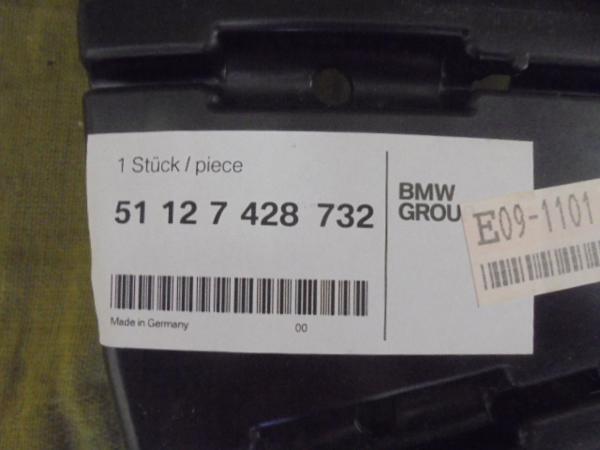 1 Stück / piece
51 12 7 428 732
BMW
GROU
E09-1101
Made in Germany
00